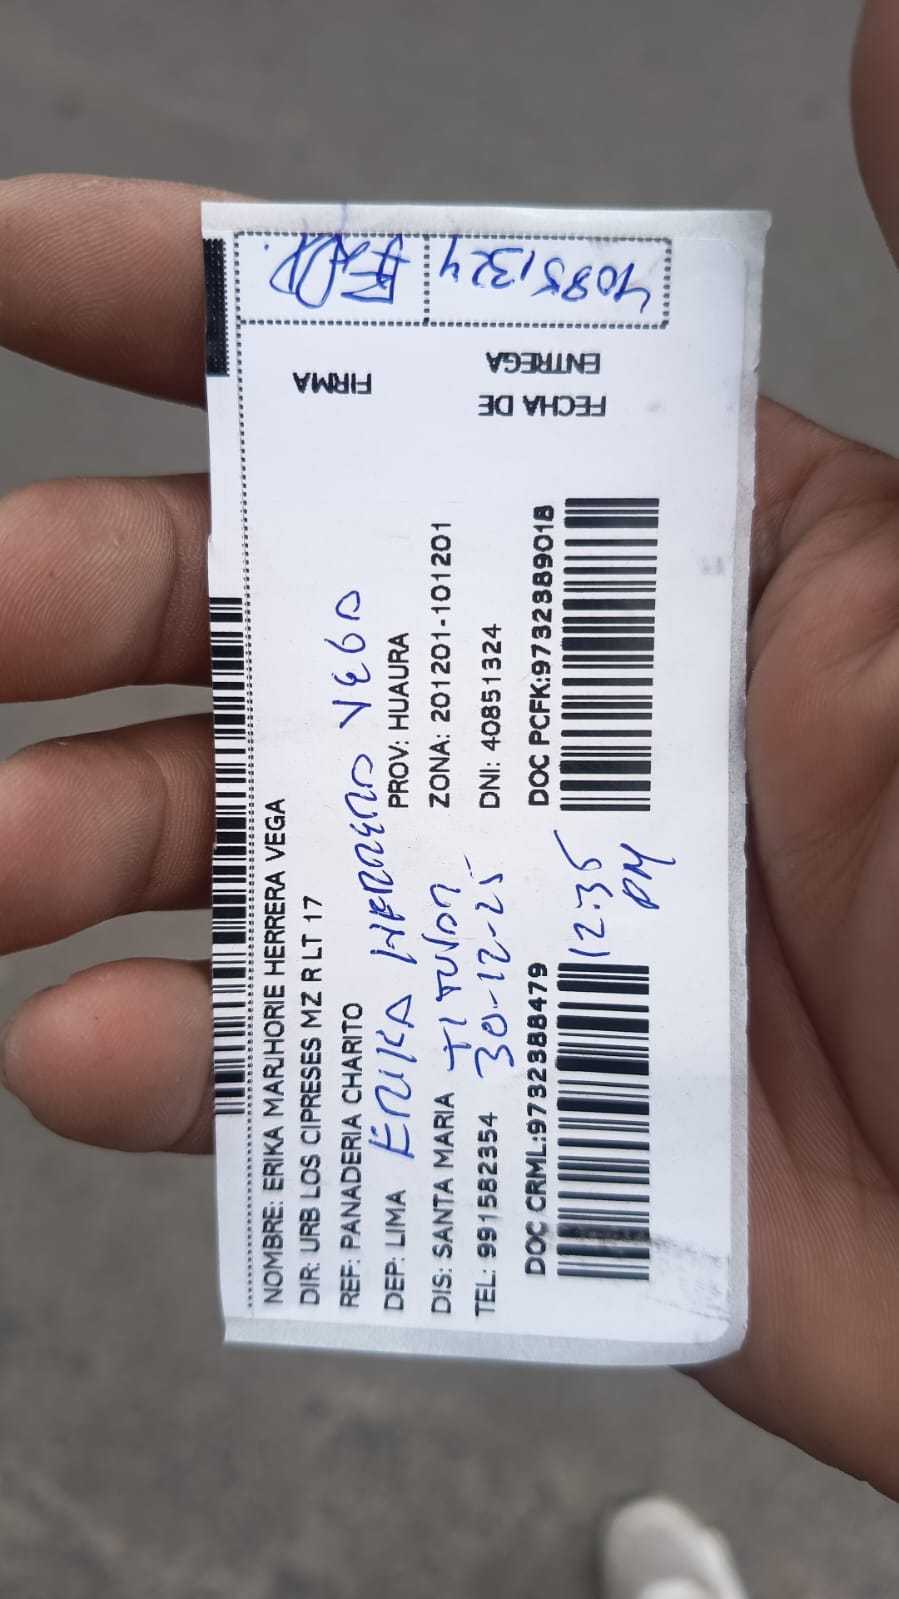 NOMBRE: ERIKA MARJHORIE HERRERA VEGA
DIR: URB LOS CIPRESES MZ R LT 17
REF: PANADERIA CHARITO
ERIKA HERRERA VEGA
DEP: LIMA PROV: HUAURA
DIS: SANTA MARIA ZONA: 201201-101201
TITULAR
TEL: 991582354 DNI: 40851324
30-12-25
DOC CRML:9732388479 DOC PCFK:9732389018
12:35
PM
FIRMA
FECHA DE
ENTREGA
40851324